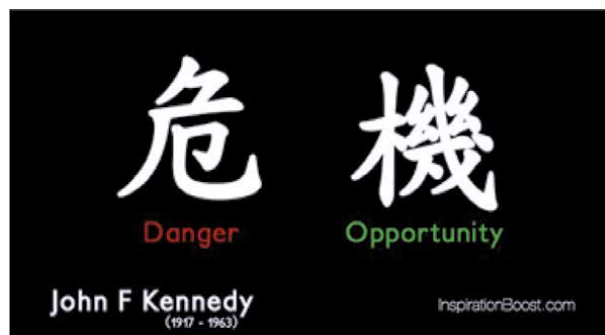 危 機
Danger Opportunity
John F Kennedy
(1917 - 1963)
InspirationBoost.com